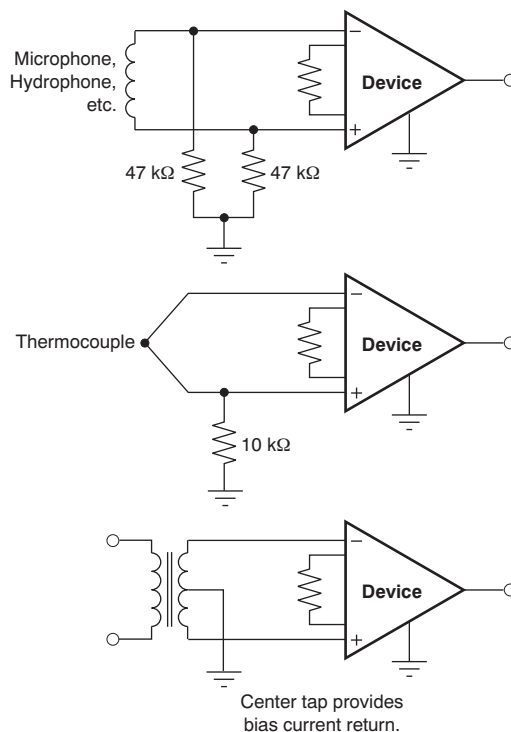 Microphone,
Hydrophone,
etc.
−
Device
+
47 kΩ
47 kΩ
−
Thermocouple
Device
+
10 kΩ
−
Device
+
Center tap provides
bias current return.